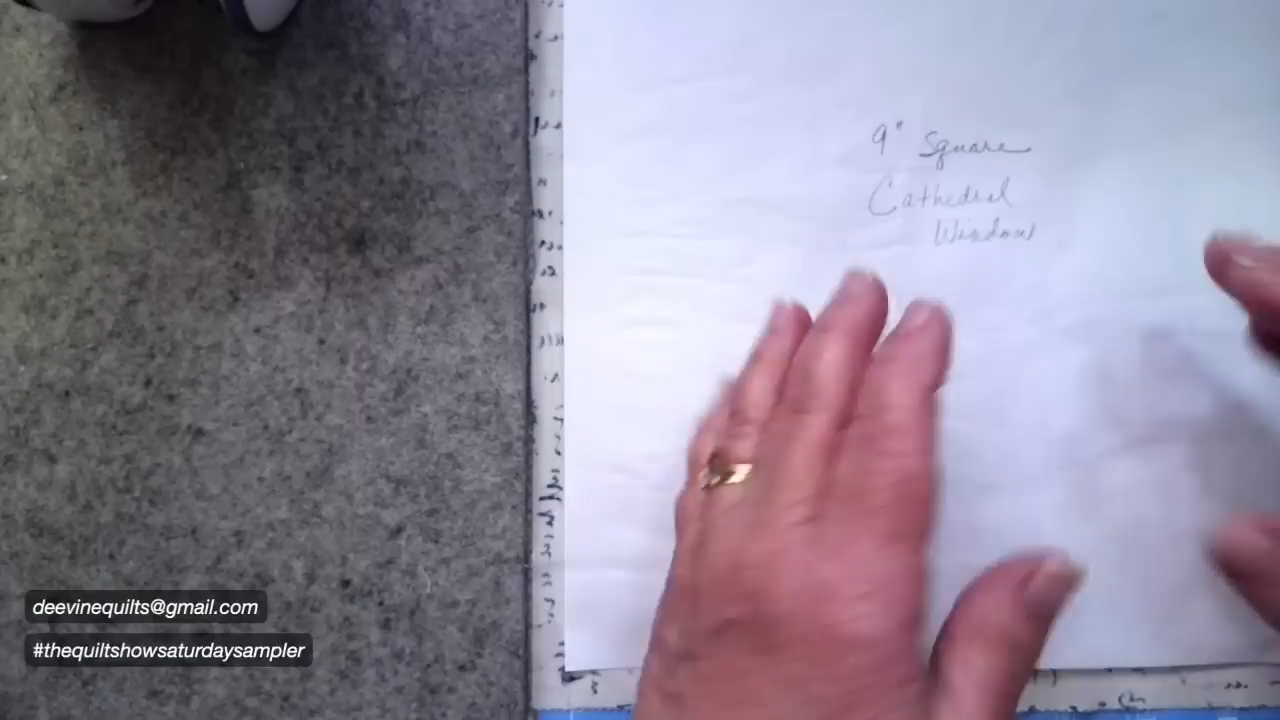 9" Square
Cathedral
Window
deevinequilts@gmail.com
#thequiltshowsaturdaysampler